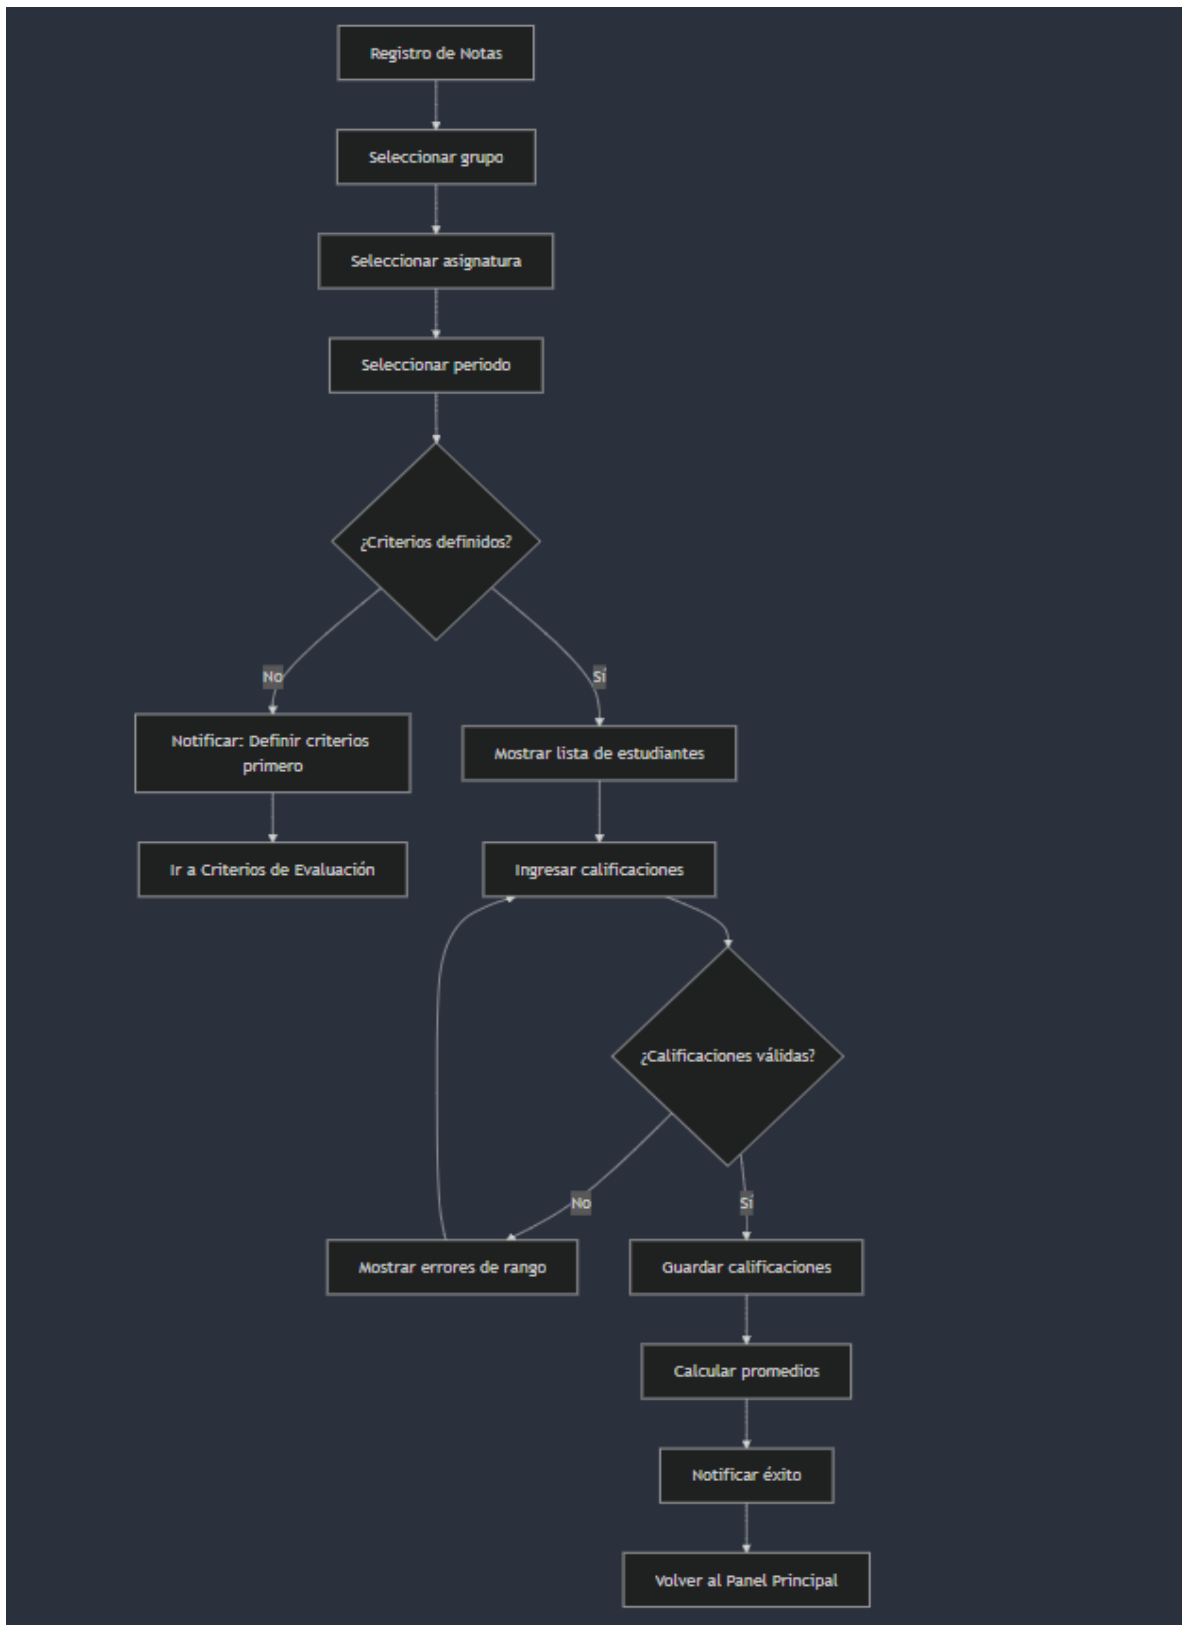 Registro de Notas
Seleccionar grupo
Seleccionar asignatura
Seleccionar periodo
¿Criterios definidos?
No
Sí
Notificar: Definir criterios
primero
Mostrar lista de estudiantes
Ir a Criterios de Evaluación
Ingresar calificaciones
¿Calificaciones válidas?
No
Sí
Mostrar errores de rango
Guardar calificaciones
Calcular promedios
Notificar éxito
Volver al Panel Principal